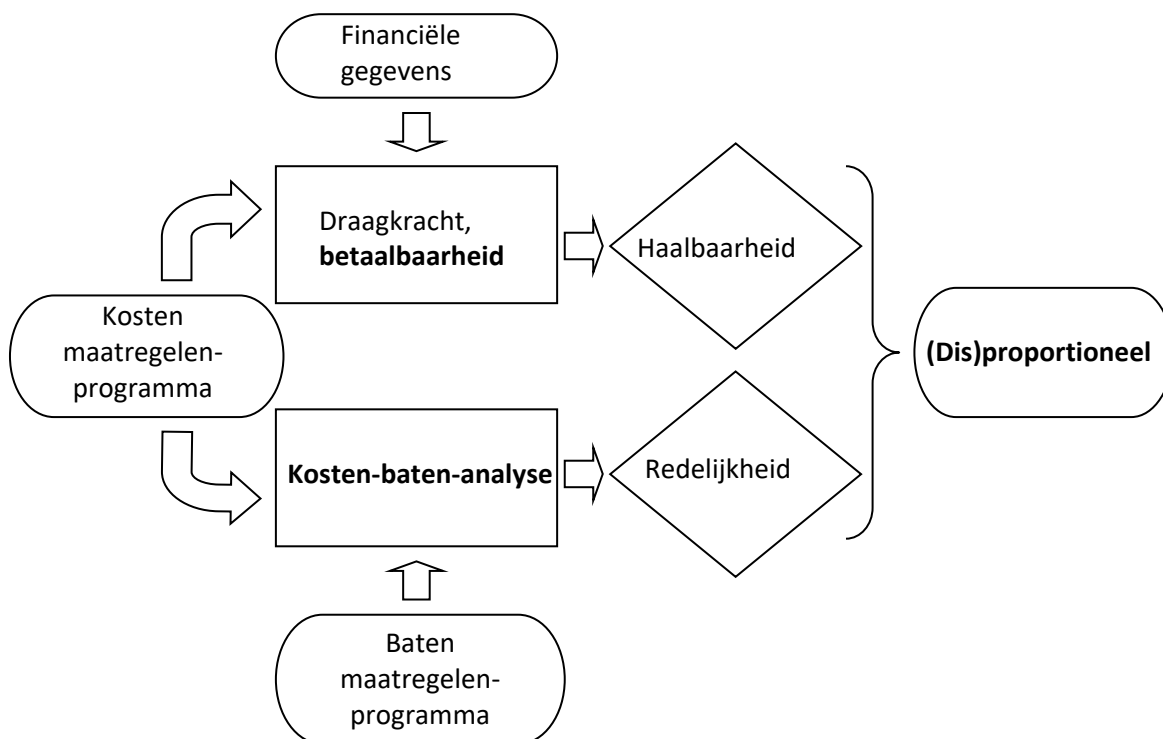 Financiële
gegevens
Draagkracht,
betaalbaarheid
Haalbaarheid
Kosten
maatregelen-
programma
(Dis)proportioneel
Kosten-baten-analyse
Redelijkheid
Baten
maatregelen-
programma